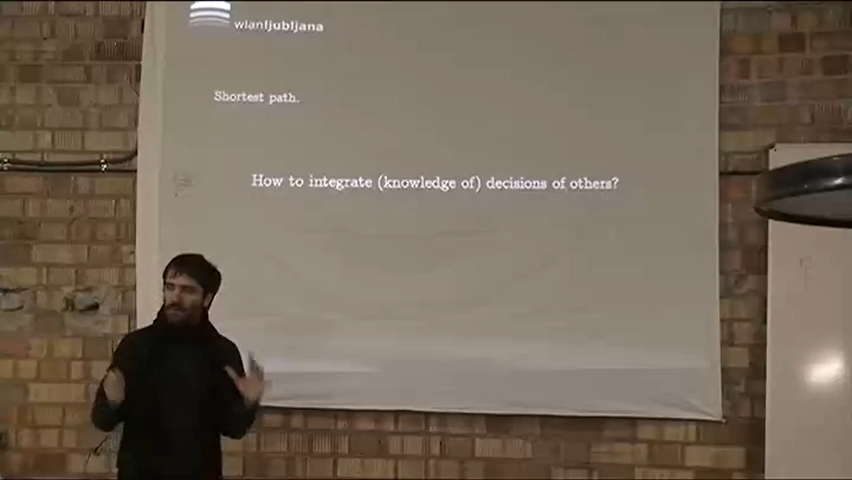 wlanljubljana
Shortest path.
How to integrate (knowledge of) decisions of others?